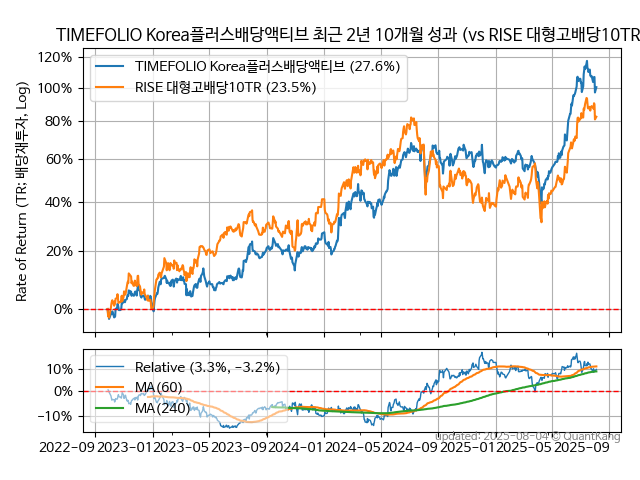 TIMEFOLIO Korea플러스배당액티브 최근 2년 10개월 성과 (vs RISE 대형고배당10TR
Rate of Return (TR: 배당재투자, Log)
120%
100%
80%
60%
40%
20%
0%
TIMEFOLIO Korea플러스배당액티브 (27.6%)
RISE 대형고배당10TR (23.5%)
10%
0%
−10%
Relative (3.3%, −3.2%)
MA(60)
MA(240)
Updated: 2025-08-04 © QuantKang
2022-09 2023-01 2023-05 2023-09 2024-01 2024-05 2024-09 2025-01 2025-05 2025-09